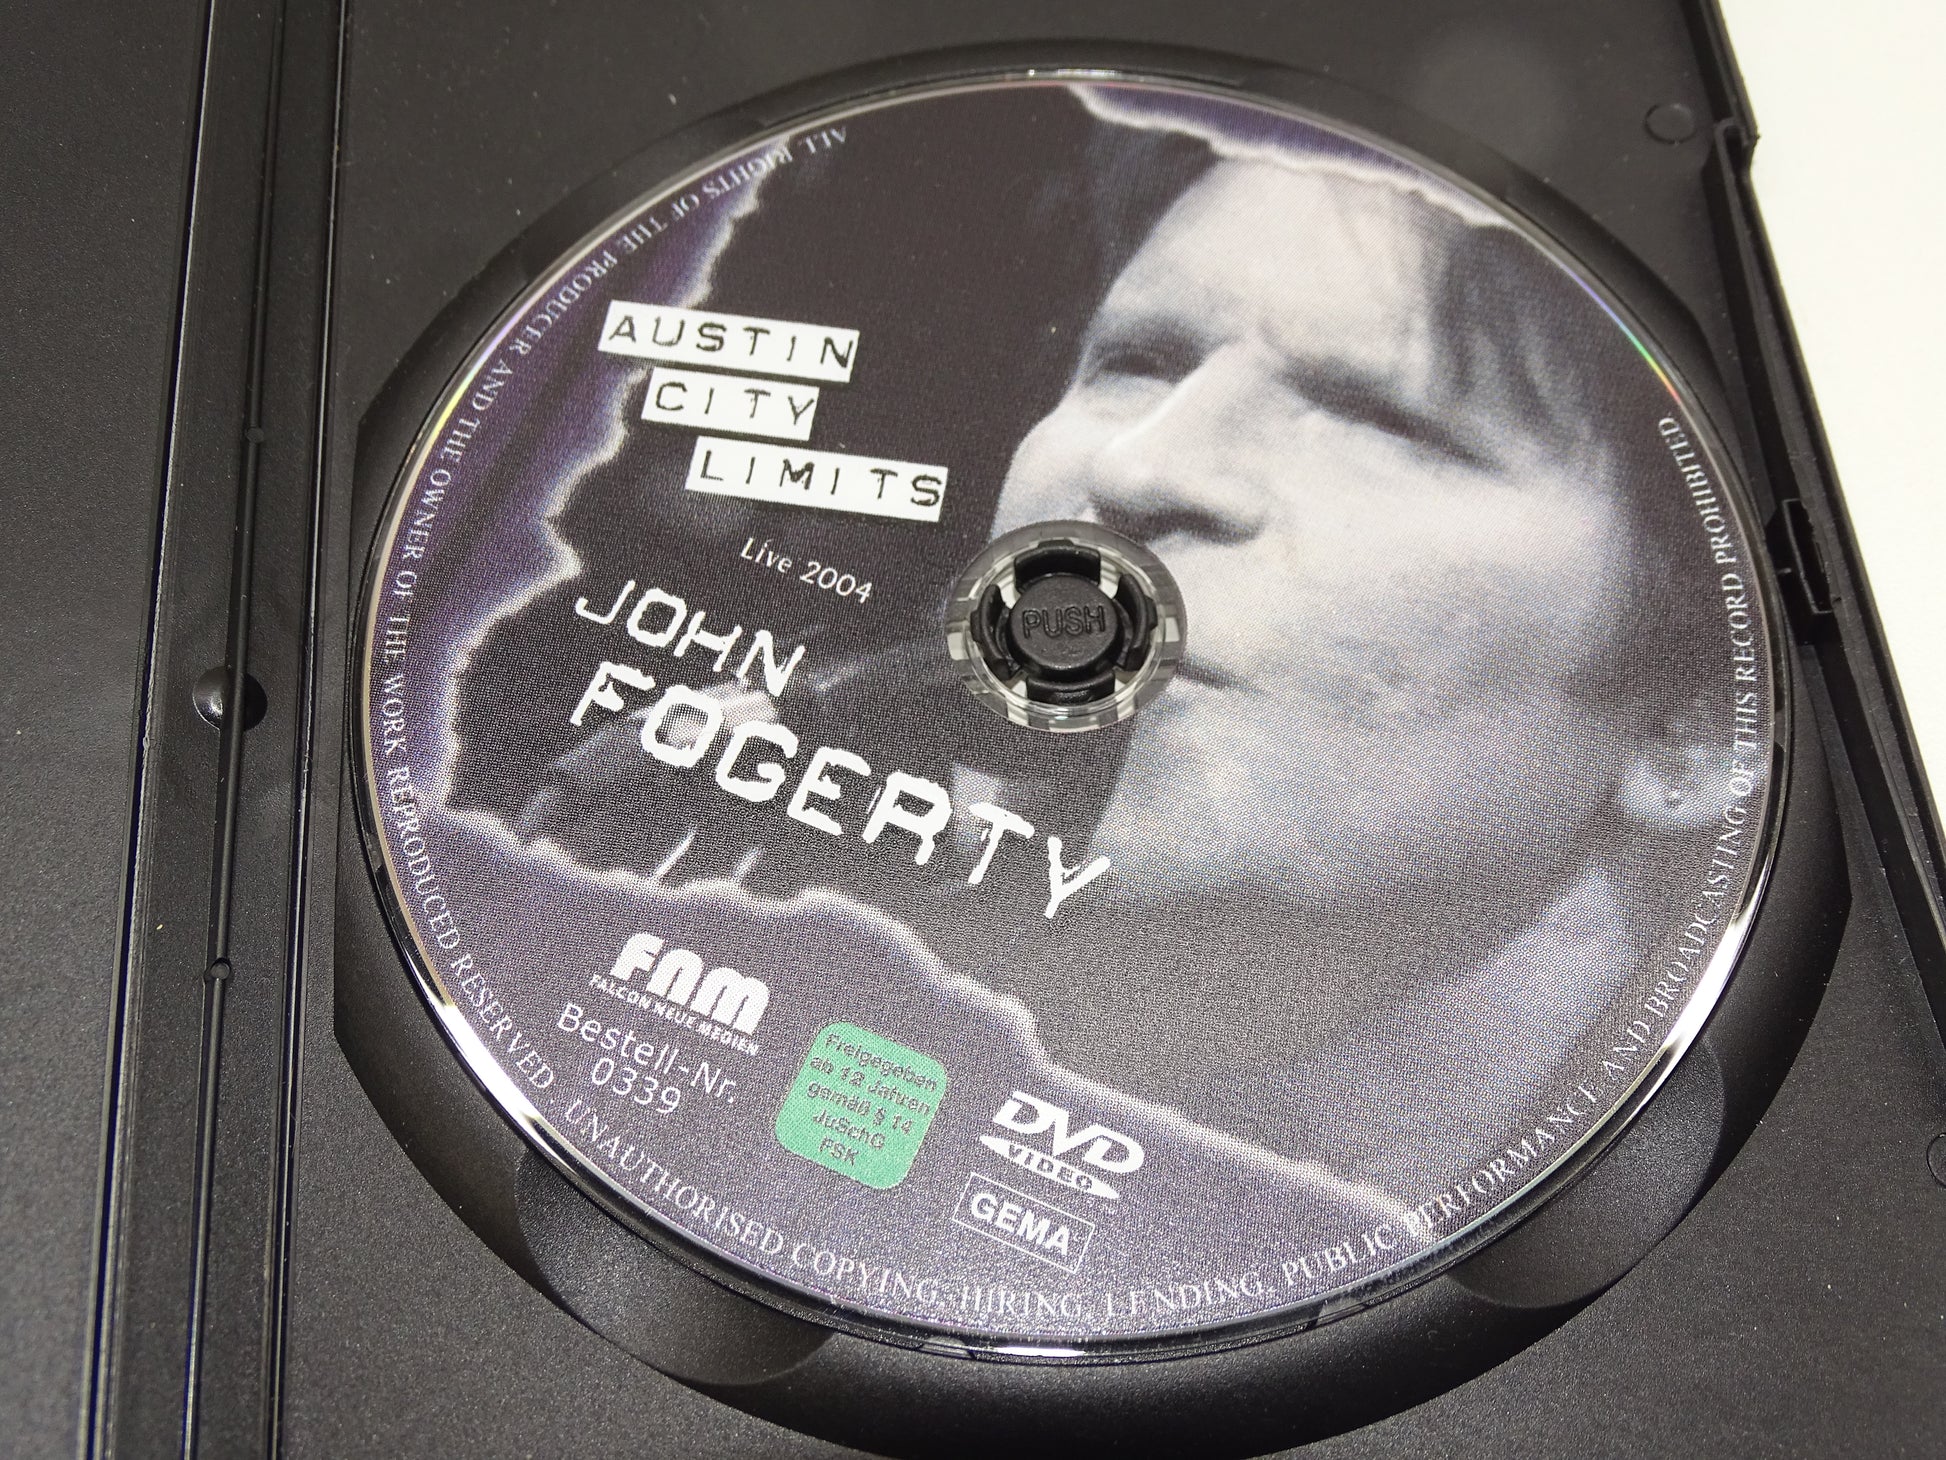 AUSTIN
CITY
LIMITS
Live 2004
JOHN
FOGERTY
PUSH
FNM
FALCON NEUE MEDIEN
Bestell-Nr.
0339
Freigegeben
ab 12 Jahren
gemäß § 14
JuSchG
FSK
DVD
VIDEO
GEMA
ALL RIGHTS OF THE PRODUCER AND THE OWNER OF THE WORK REPRODUCED RESERVED. UNAUTHORISED COPYING, HIRING, LENDING, PUBLIC PERFORMANCE AND BROADCASTING OF THIS RECORD PROHIBITED